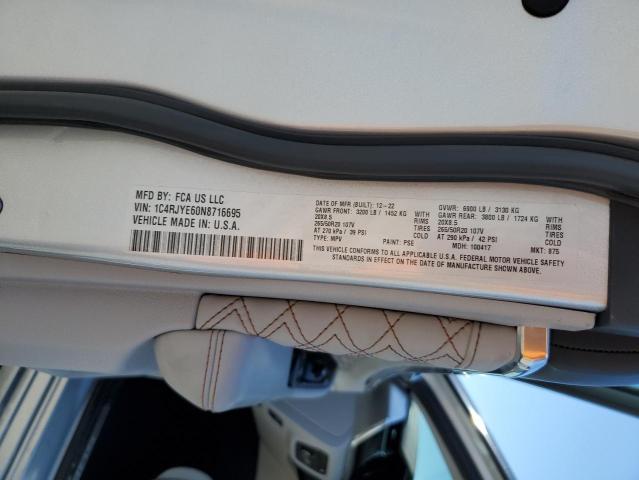 MFD BY: FCA US LLC
VIN: 1C4RJYE60N8716695
VEHICLE MADE IN: U.S.A.
DATE OF MFR (BUILT): 12-22
GAWR FRONT: 3200 LB / 1452 KG
20X8.5
265/50R20 107V
AT 270 kPa / 39 PSI
TYPE: MPV
WITH
RIMS
TIRES
COLD
PAINT: PSE
GVWR: 6900 LB / 3130 KG
GAWR REAR: 3800 LB / 1724 KG
20X8.5
265/50R20 107V
AT 290 kPa / 42 PSI
MDH: 100417
WITH
RIMS
TIRES
COLD
MKT: 875
THIS VEHICLE CONFORMS TO ALL APPLICABLE U.S.A. FEDERAL MOTOR VEHICLE SAFETY
STANDARDS IN EFFECT ON THE DATE OF MANUFACTURE SHOWN ABOVE.